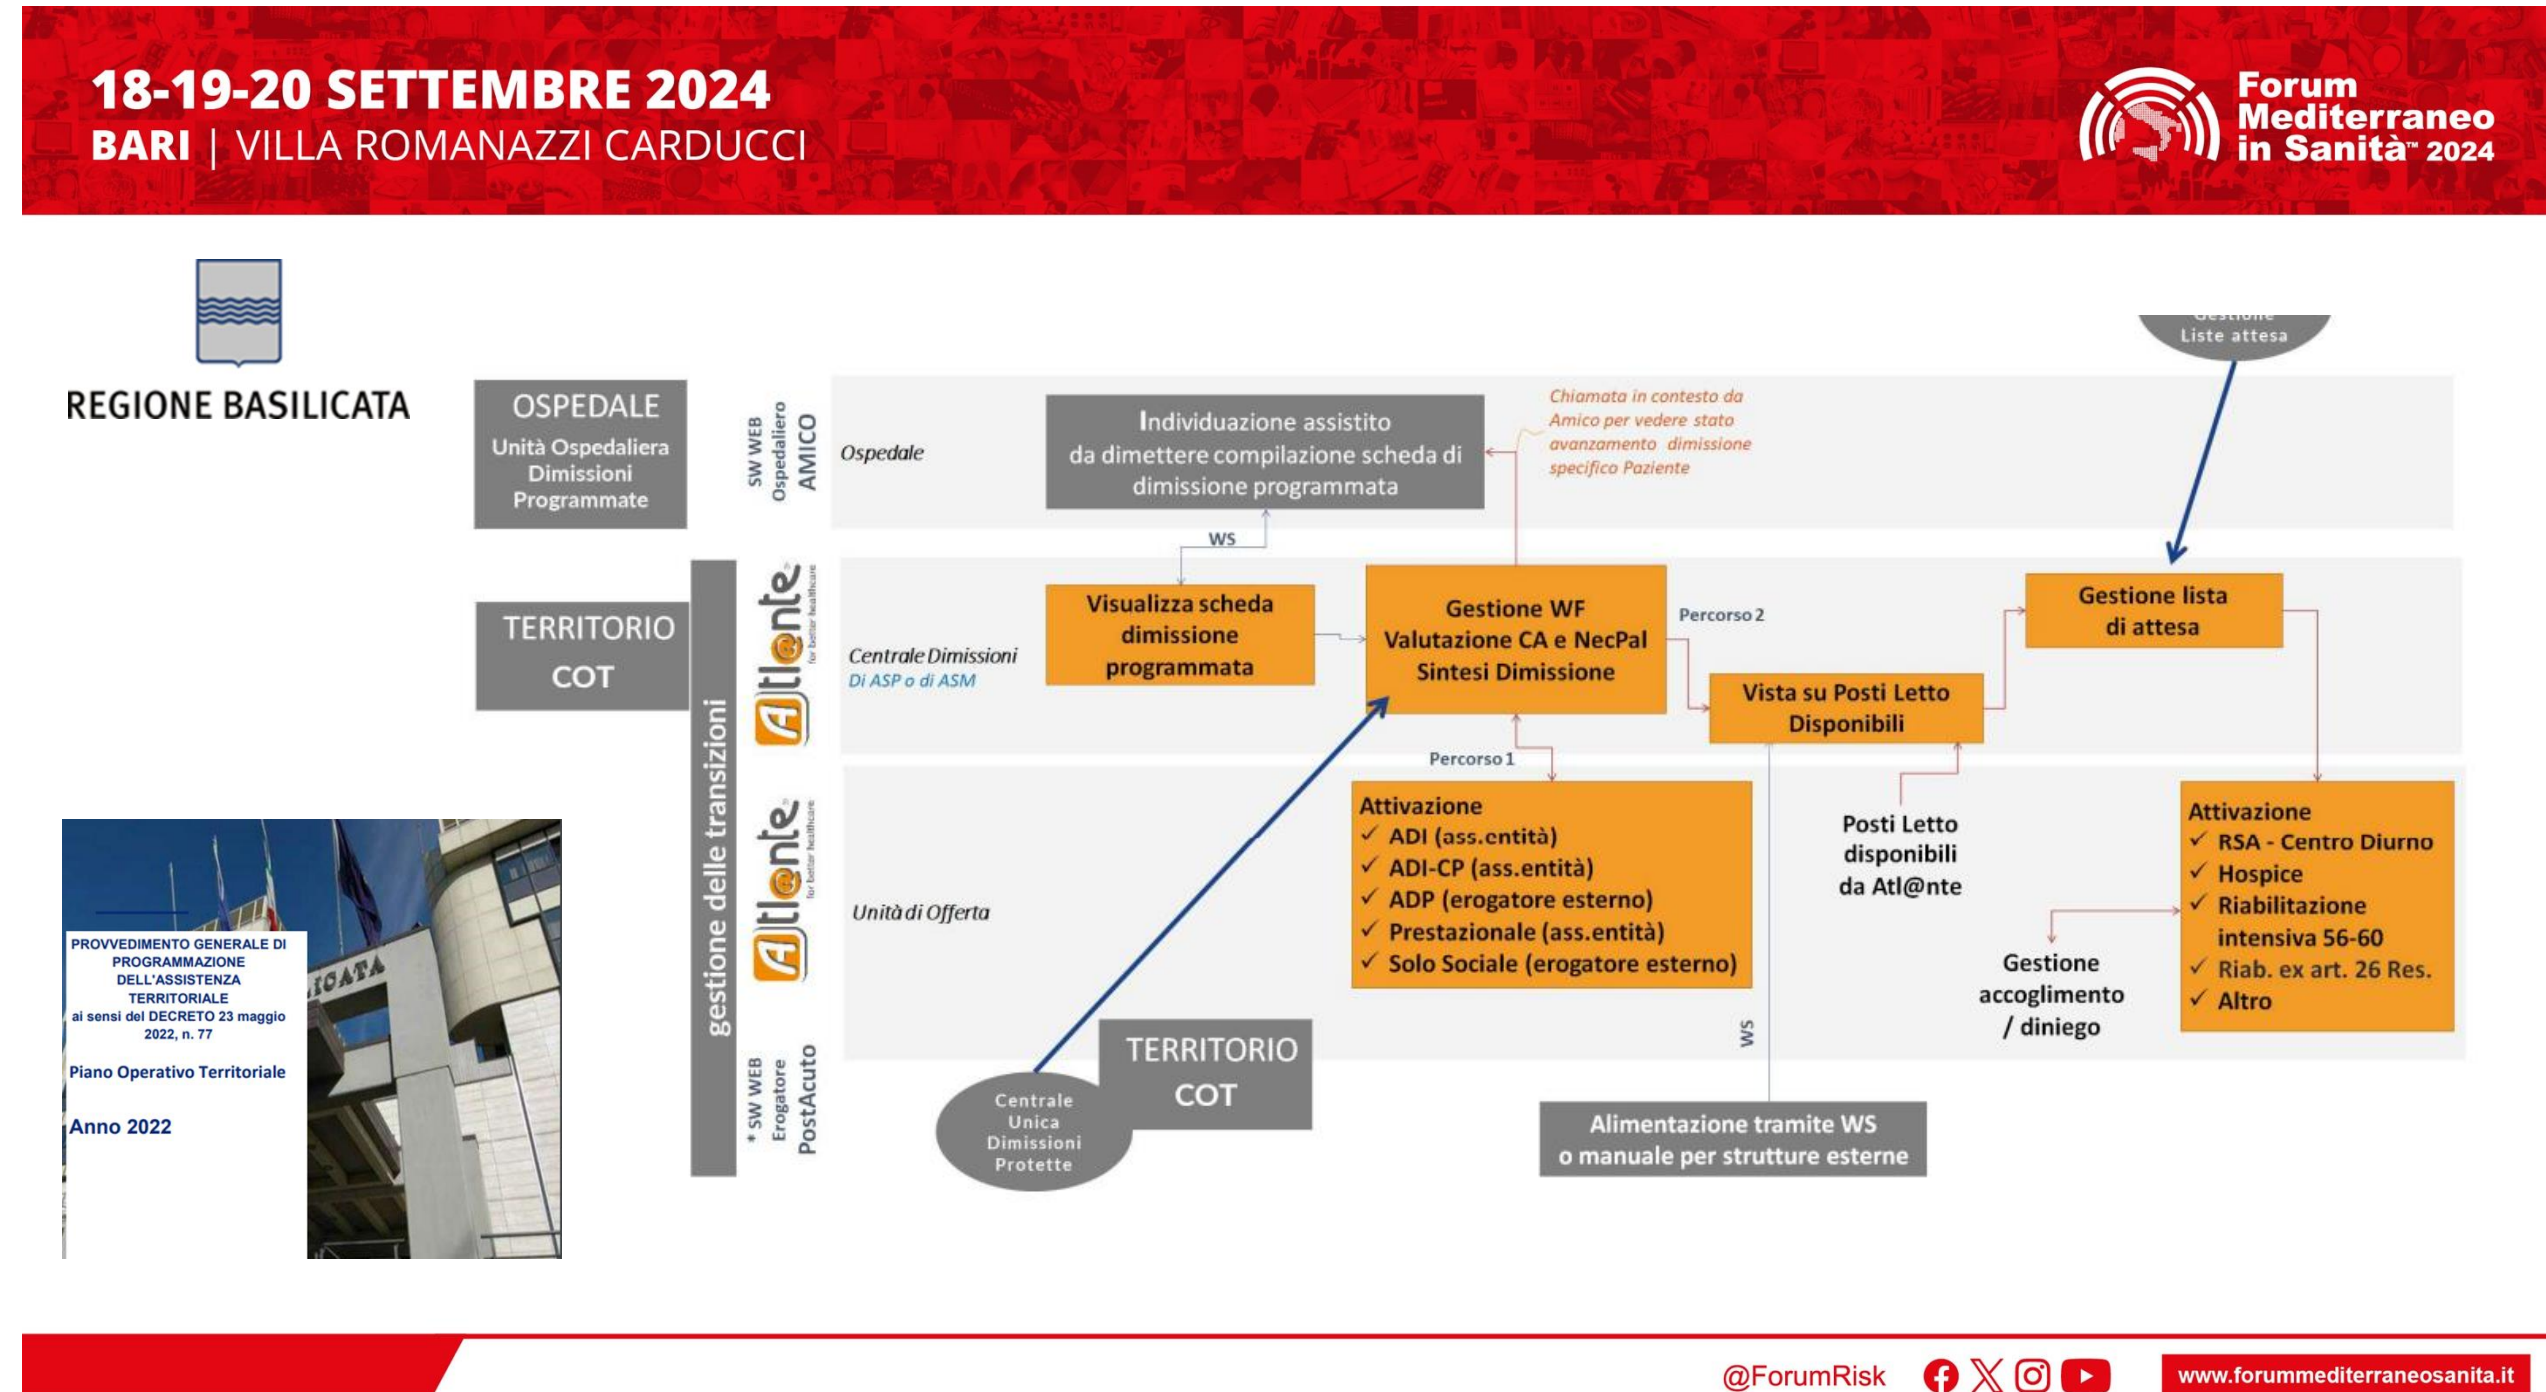 18-19-20 SETTEMBRE 2024
BARI | VILLA ROMANAZZI CARDUCCI
Forum
Mediterraneo
in Sanità™ 2024
REGIONE BASILICATA
Gestione
Liste attesa
OSPEDALE
Unità Ospedaliera
Dimissioni
Programmate
SW WEB
Ospedaliero
AMICO
Ospedale
Individuazione assistito
da dimettere compilazione scheda di
dimissione programmata
Chiamata in contesto da
Amico per vedere stato
avanzamento dimissione
specifico Paziente
WS
TERRITORIO
COT
gestione delle transizioni
Atl@nte®
for better healthcare
Centrale Dimissioni
Di ASP o di ASM
Visualizza scheda
dimissione
programmata
Gestione WF
Valutazione CA e NecPal
Sintesi Dimissione
Percorso 2
Vista su Posti Letto
Disponibili
Gestione lista
di attesa
Percorso 1
Atl@nte®
for better healthcare
Unità di Offerta
Attivazione
✓ ADI (ass.entità)
✓ ADI-CP (ass.entità)
✓ ADP (erogatore esterno)
✓ Prestazionale (ass.entità)
✓ Solo Sociale (erogatore esterno)
Posti Letto
disponibili
da Atl@nte
Gestione
accoglimento
/ diniego
Attivazione
✓ RSA - Centro Diurno
✓ Hospice
✓ Riabilitazione
intensiva 56-60
✓ Riab. ex art. 26 Res.
✓ Altro
WS
* SW WEB
Erogatore
PostAcuto
Centrale
Unica
Dimissioni
Protette
TERRITORIO
COT
Alimentazione tramite WS
o manuale per strutture esterne
LICATA
PROVVEDIMENTO GENERALE DI
PROGRAMMAZIONE
DELL'ASSISTENZA
TERRITORIALE
ai sensi del DECRETO 23 maggio
2022, n. 77
Piano Operativo Territoriale
Anno 2022
@ForumRisk
www.forummediterraneosanita.it